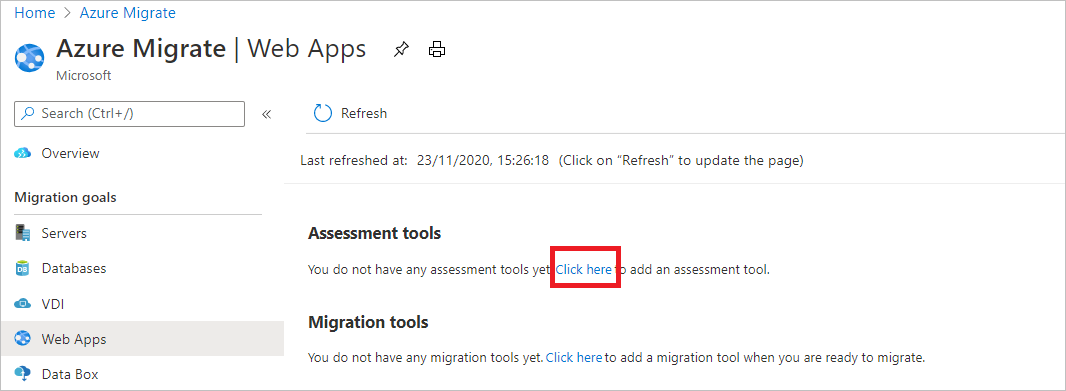 Home > Azure Migrate
Azure Migrate | Web Apps
Microsoft
Search (Ctrl+/)
«
Refresh
Overview
Last refreshed at: 23/11/2020, 15:26:18 (Click on “Refresh” to update the page)
Migration goals
Servers
Databases
VDI
Web Apps
Data Box
Assessment tools
You do not have any assessment tools yet. Click here to add an assessment tool.
Migration tools
You do not have any migration tools yet. Click here to add a migration tool when you are ready to migrate.